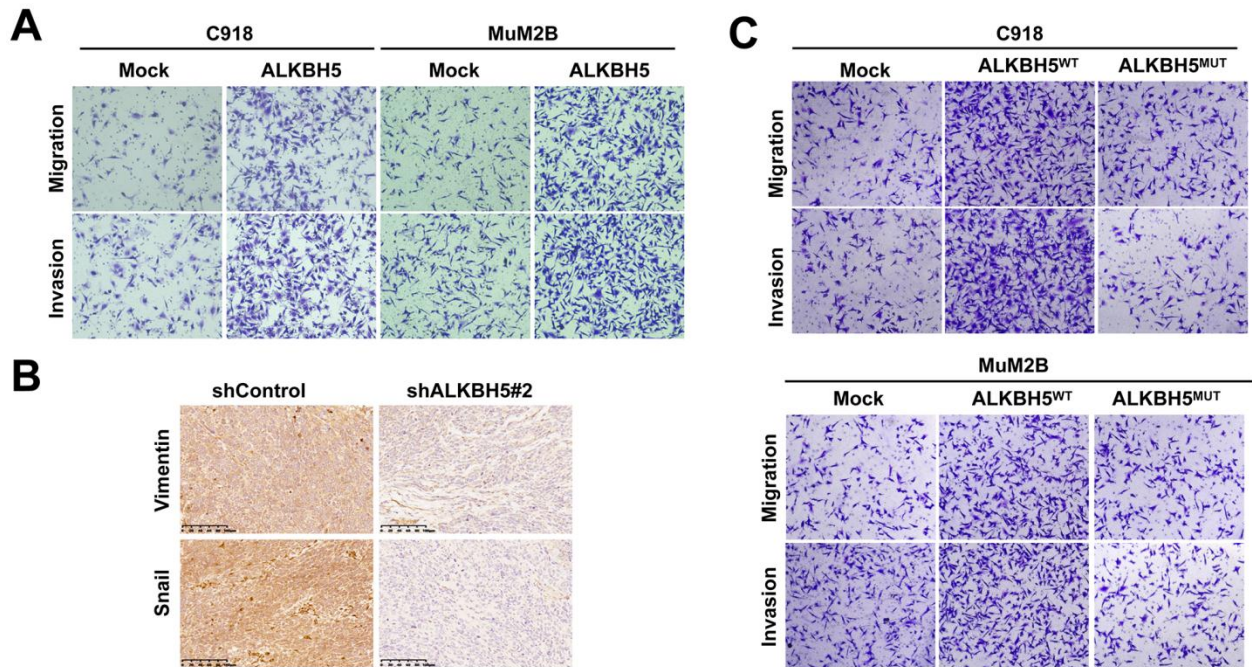 A
C918
MuM2B
Mock
ALKBH5
Mock
ALKBH5
Migration
Invasion
B
shControl
shALKBH5#2
Vimentin
Snail
C
C918
Mock
ALKBH5WT
ALKBH5MUT
Migration
Invasion
MuM2B
Mock
ALKBH5WT
ALKBH5MUT
Migration
Invasion